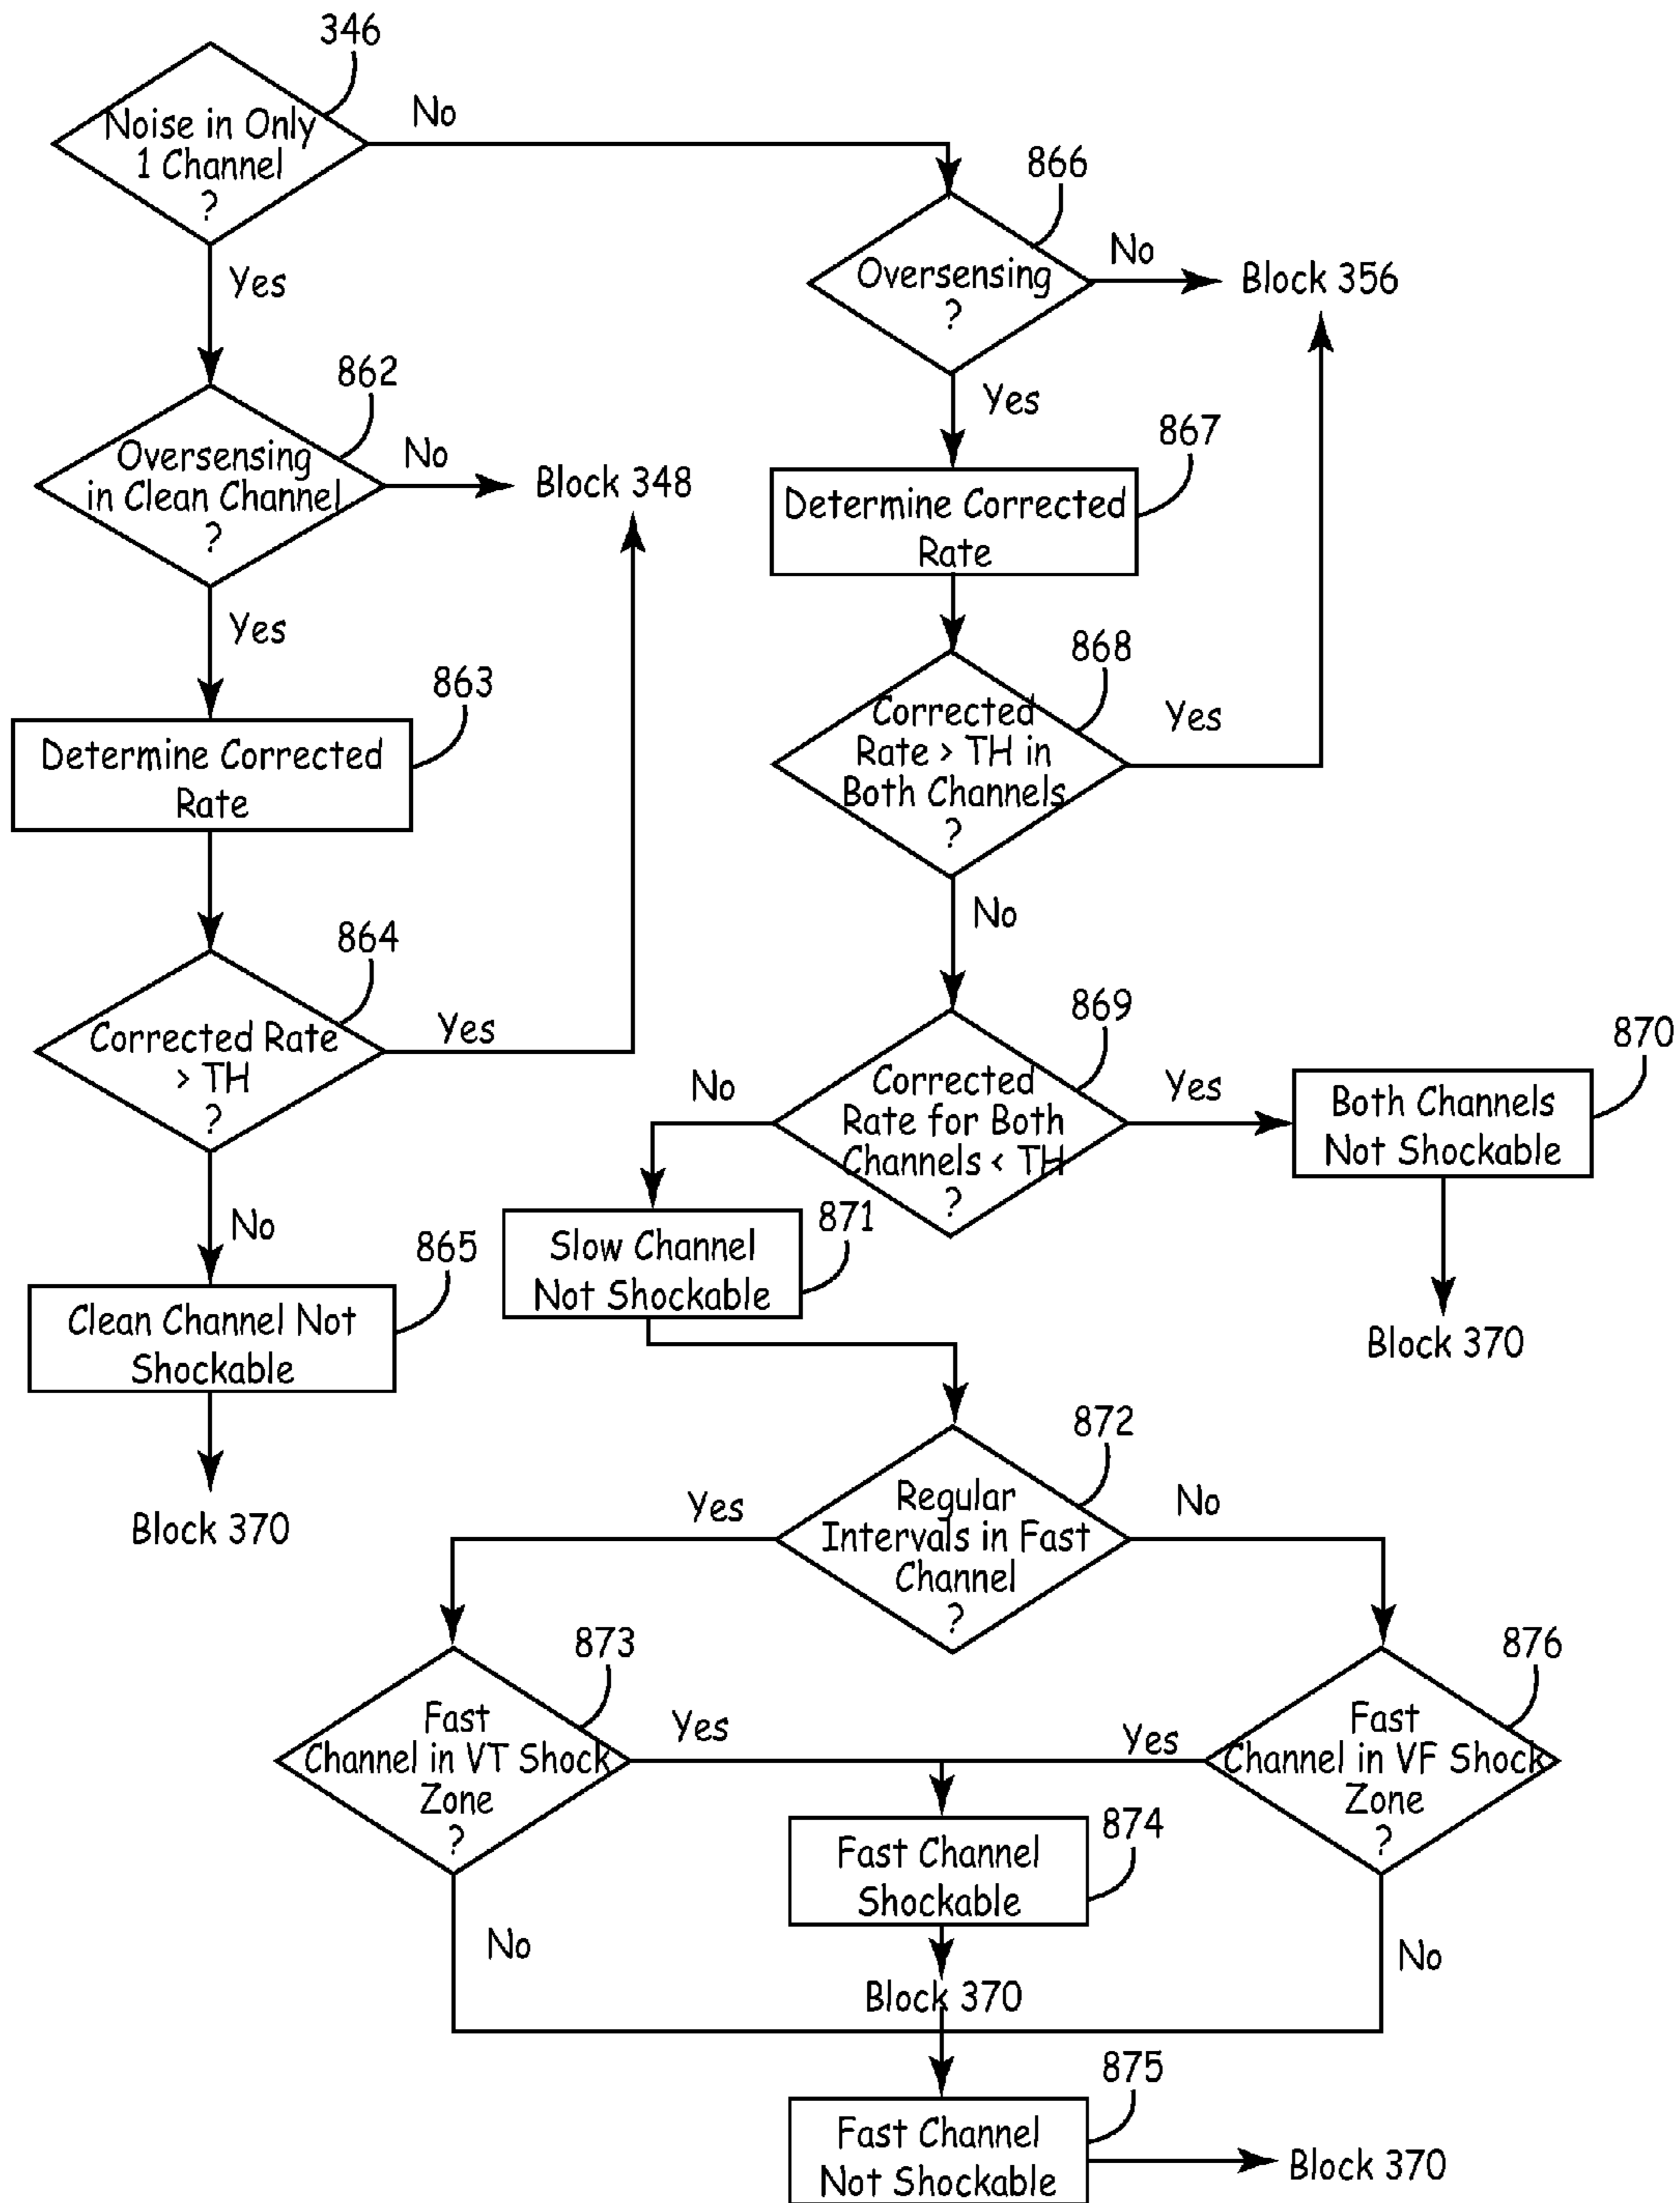 346
Noise in Only
1 Channel
?
No
Yes
866
Oversensing
?
No
Block 356
Yes
862
Oversensing
in Clean Channel
?
No
Block 348
Yes
867
Determine Corrected
Rate
863
Determine Corrected
Rate
868
Corrected
Rate > TH in
Both Channels
?
Yes
No
864
Corrected Rate
> TH
?
Yes
No
869
Corrected
Rate for Both
Channels < TH
?
No
Yes
870
Both Channels
Not Shockable
Block 370
865
Clean Channel Not
Shockable
Block 370
871
Slow Channel
Not Shockable
872
Regular
Intervals in Fast
Channel
?
Yes
No
873
Fast
Channel in VT Shock
Zone
?
Yes
No
876
Fast
Channel in VF Shock
Zone
?
Yes
No
874
Fast Channel
Shockable
Block 370
875
Fast Channel
Not Shockable
Block 370